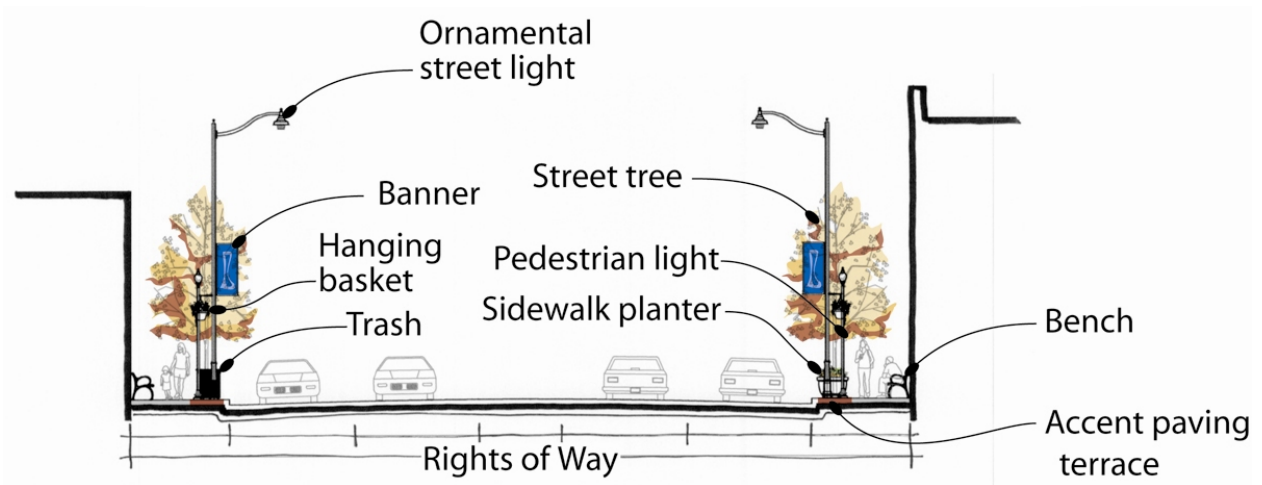 Ornamental
street light
Banner
Hanging
basket
Trash
Street tree
Pedestrian light
Sidewalk planter
Bench
Accent paving
terrace
Rights of Way